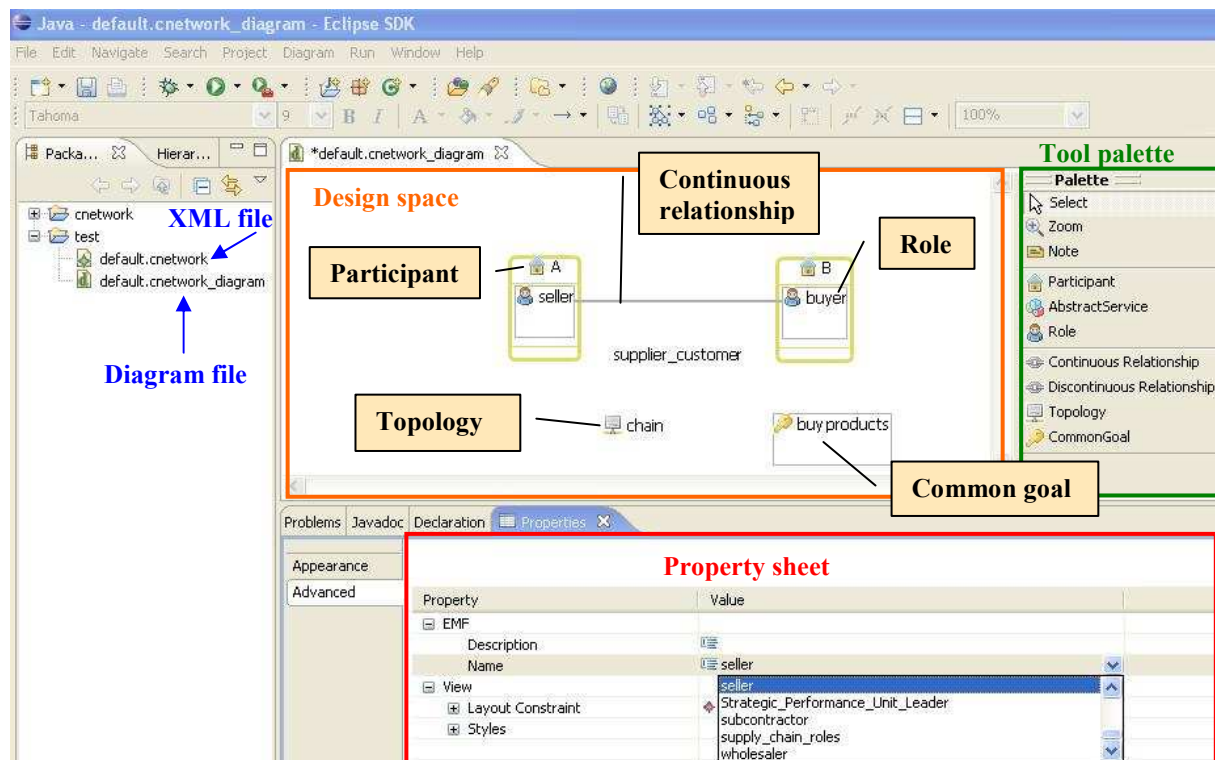 Java - default.cnetwork_diagram - Eclipse SDK
File Edit Navigate Search Project Diagram Run Window Help
Tahoma 9 B I A 100%
Packa... Hierar...
*default.cnetwork_diagram
Tool palette
Design space
Continuous
relationship
Role
Participant
cnetwork
XML file
test
default.cnetwork
default.cnetwork_diagram
Diagram file
A
seller
B
buyer
supplier_customer
Topology
chain
buy products
Common goal
Palette
Select
Zoom
Note
Participant
AbstractService
Role
Continuous Relationship
Discontinuous Relationship
Topology
CommonGoal
Problems Javadoc Declaration Properties
Property sheet
Appearance
Advanced
Property Value
EMF
Description
Name seller
View
Layout Constraint
Styles
seller
Strategic_Performance_Unit_Leader
subcontractor
supply_chain_roles
wholesaler